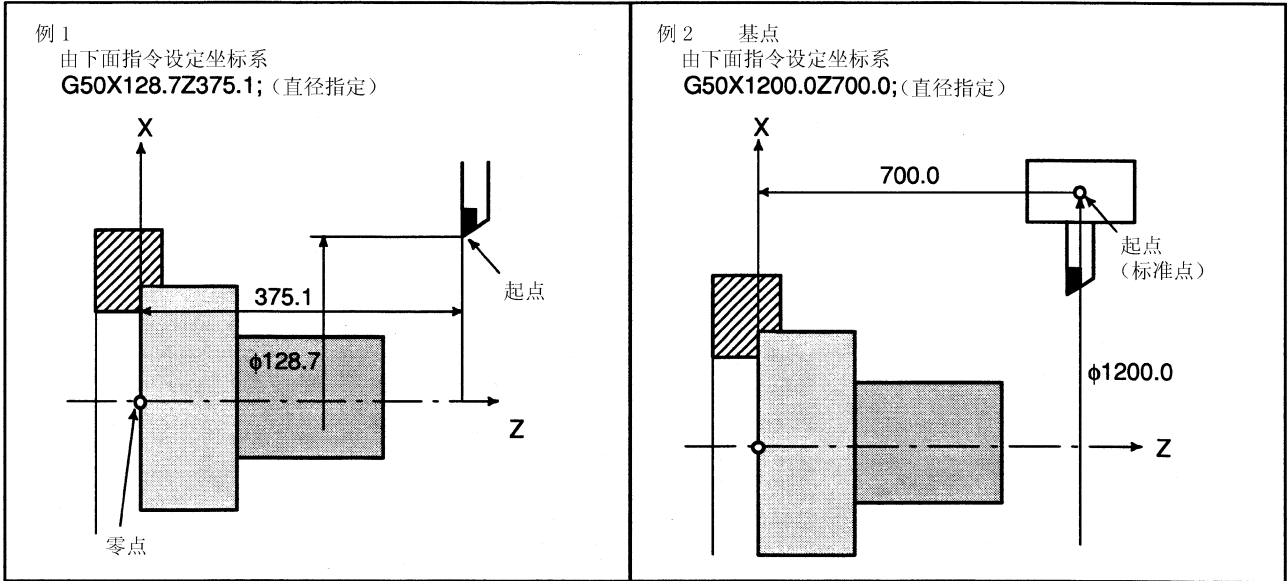 例1
由下面指令设定坐标系
G50X128.7Z375.1;(直径指定)
X
375.1
起点
φ128.7
Z
零点
例2 基点
由下面指令设定坐标系
G50X1200.0Z700.0;(直径指定)
X
700.0
起点
(标准点)
φ1200.0
Z